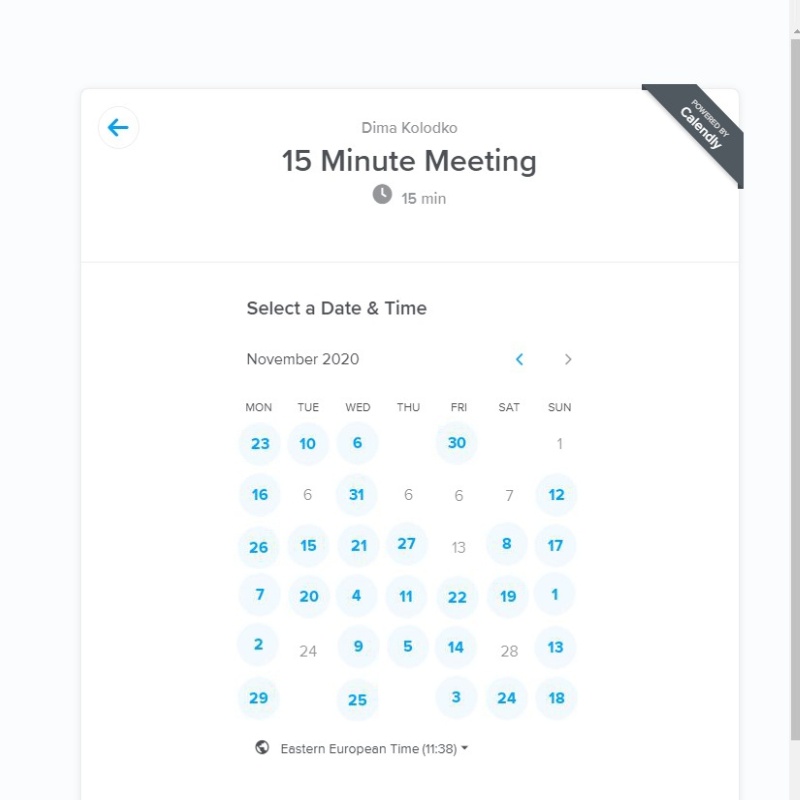 POWERED BY
Calendly
Dima Kolodko
15 Minute Meeting
15 min
Select a Date & Time
November 2020
MON TUE WED THU FRI SAT SUN
23 10 6 30 1
16 6 31 6 6 7 12
26 15 21 27 13 8 17
7 20 4 11 22 19 1
2 24 9 5 14 28 13
29 25 3 24 18
Eastern European Time (11:38)